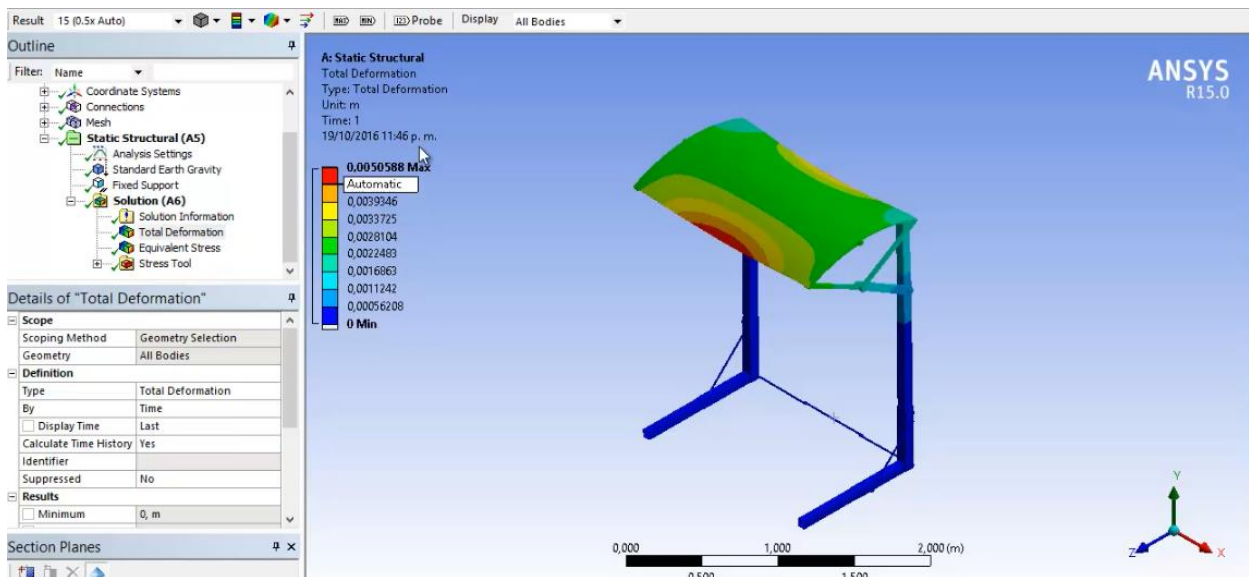 Result 15 (0.5x Auto) MAX MIN 123 Probe Display All Bodies
Outline
Filter: Name
Coordinate Systems
Connections
Mesh
Static Structural (A5)
Analysis Settings
Standard Earth Gravity
Fixed Support
Solution (A6)
Solution Information
Total Deformation
Equivalent Stress
Stress Tool
Details of "Total Deformation"
Scope
Scoping Method Geometry Selection
Geometry All Bodies
Definition
Type Total Deformation
By Time
Display Time Last
Calculate Time History Yes
Identifier
Suppressed No
Results
Minimum 0, m
Section Planes
A: Static Structural
Total Deformation
Type: Total Deformation
Unit: m
Time: 1
19/10/2016 11:46 p. m.
0,0050588 Max
Automatic
0,0039346
0,0033725
0,0028104
0,0022483
0,0016863
0,0011242
0,00056208
0 Min
ANSYS
R15.0
0,000 1,000 2,000 (m)
0,500 1,500
Y
Z X